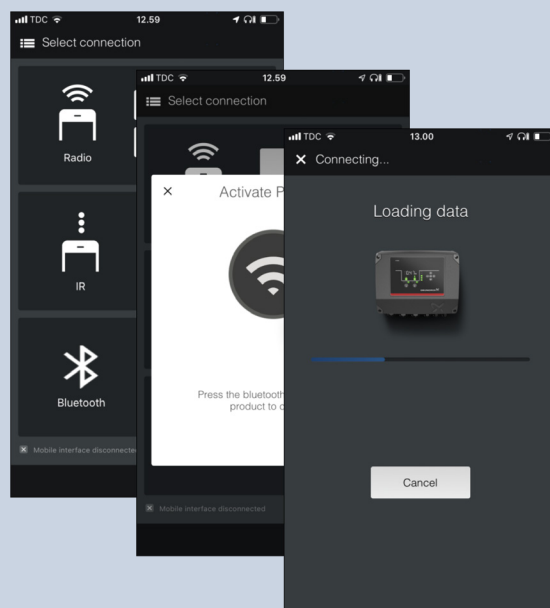 TDC
12.59
Select connection
Radio
IR
Bluetooth
Mobile interface disconnected
TDC
12.59
Select connection
Activate P
Press the bluetooth
product to c
Mobile interface disconnected
TDC
13.00
Connecting...
Loading data
Cancel